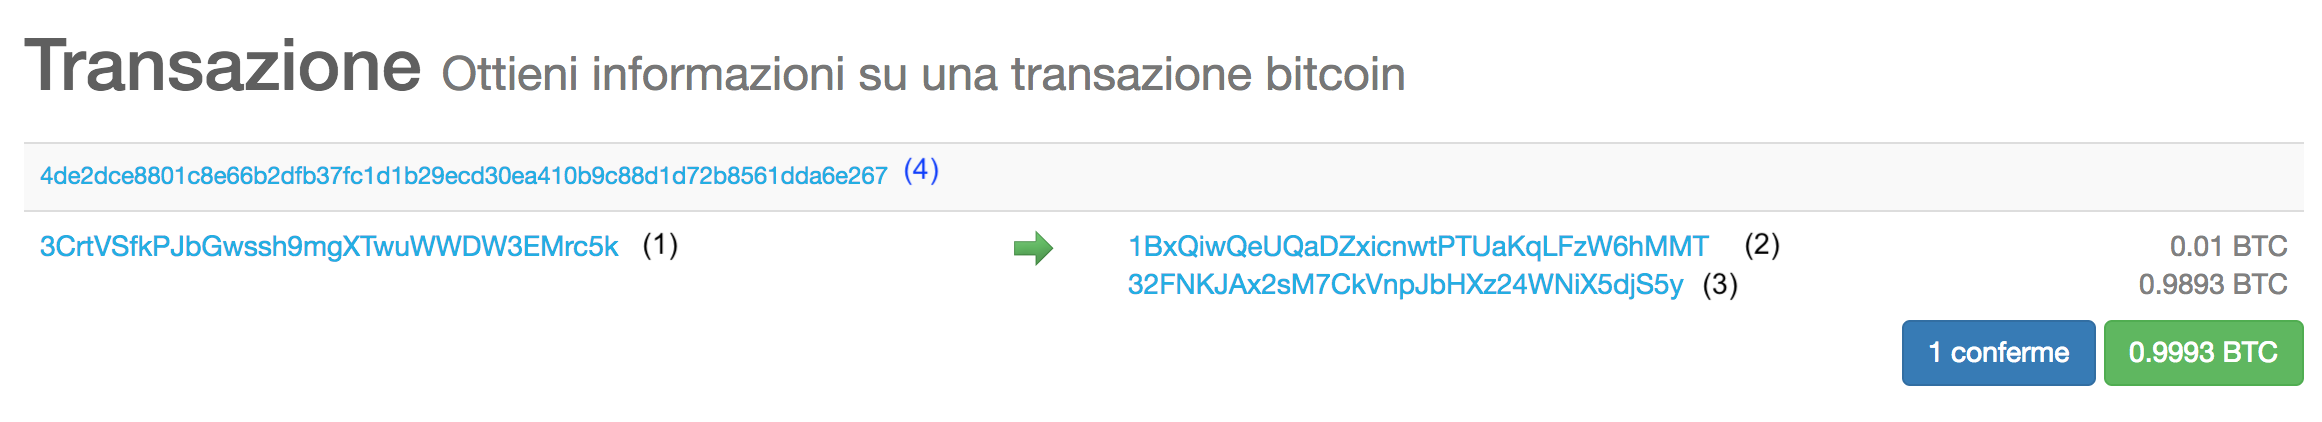 Transazione Ottieni informazioni su una transazione bitcoin
4de2dce8801c8e66b2dfb37fc1d1b29ecd30ea410b9c88d1d72b8561dda6e267 (4)
3CrtVSfkPJbGwssh9mgXTwuWWDW3EMrc5k (1) 1BxQiwQeUQaDZxicnwtPTUaKqLFzW6hMMT (2) 0.01 BTC
32FNKJAx2sM7CkVnpJbHXz24WNiX5djS5y (3) 0.9893 BTC
1 conferme 0.9993 BTC